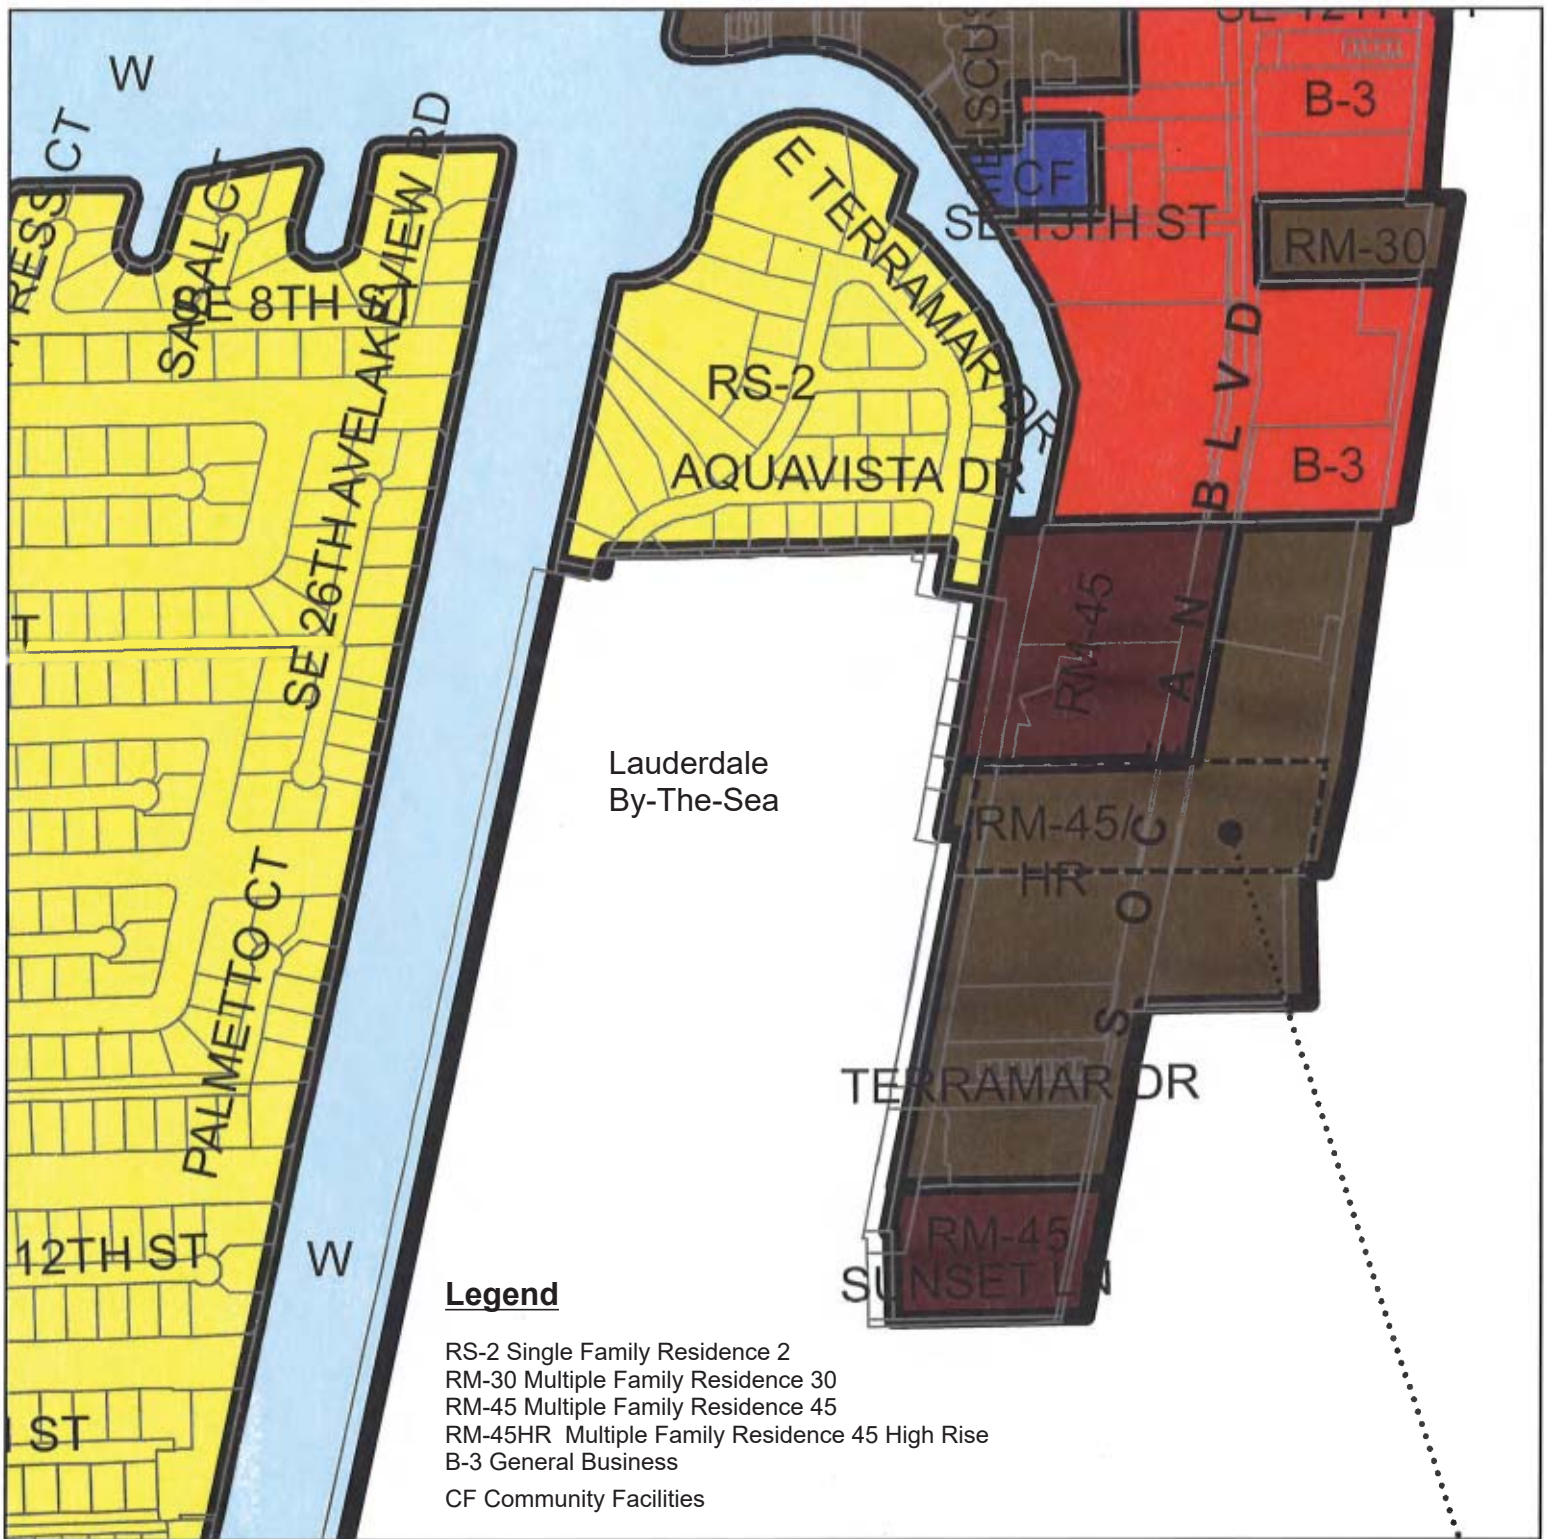 W
B-3
CF
SE 13TH ST
RM-30
SABAL CT
SE 8TH ST
LAKEVIEW RD
E TERRAMAR DR
RS-2
AQUAVISTA DR
B-3
SE 26TH AVE
S OCEAN BLVD
RM-45
Lauderdale
By-The-Sea
RM-45/
HR
PALMETTO CT
TERRAMAR DR
12TH ST
W
RM-45
SUNSET LN
ST
Legend
RS-2 Single Family Residence 2
RM-30 Multiple Family Residence 30
RM-45 Multiple Family Residence 45
RM-45HR Multiple Family Residence 45 High Rise
B-3 General Business
CF Community Facilities